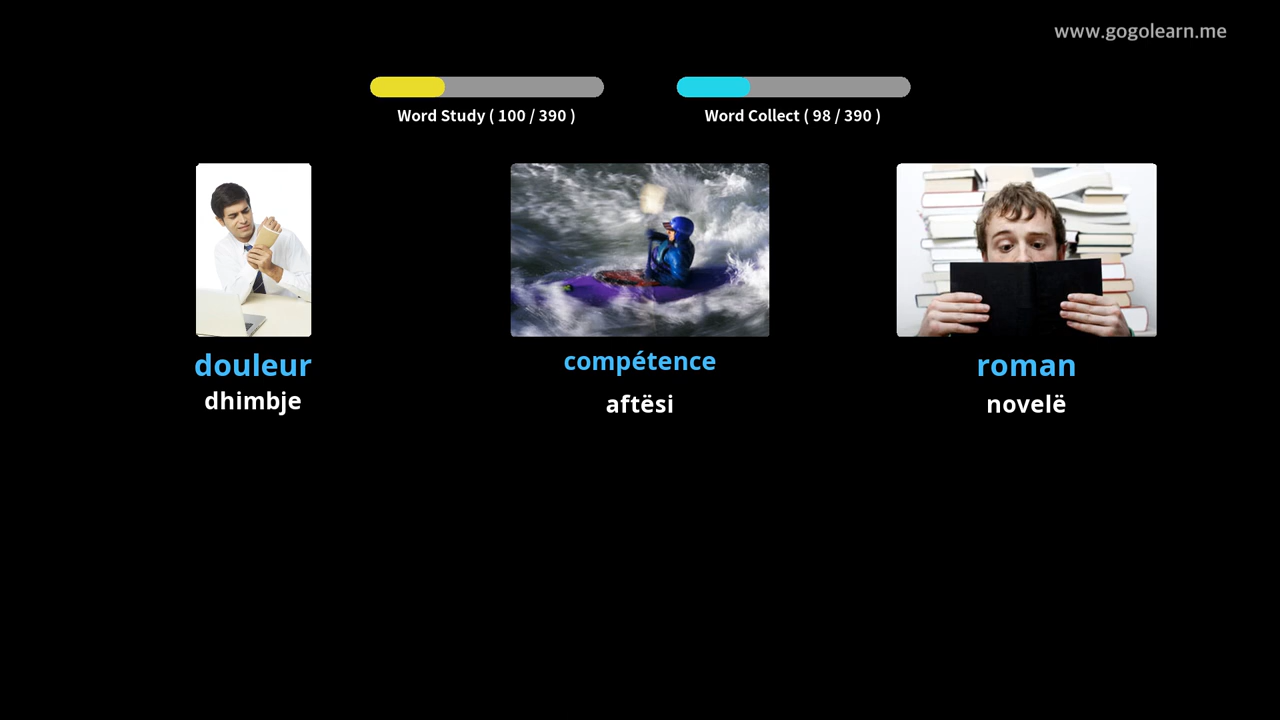 www.gogolearn.me
Word Study ( 100 / 390 )
Word Collect ( 98 / 390 )
douleur
dhimbje
compétence
aftësi
roman
novelë